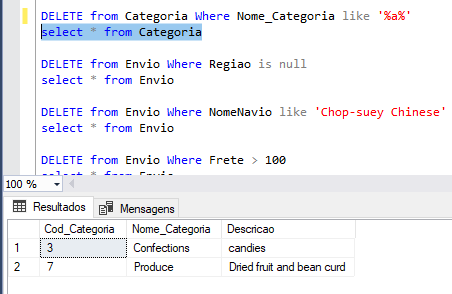 DELETE from Categoria Where Nome_Categoria like '%a%'
select * from Categoria
DELETE from Envio Where Regiao is null
select * from Envio
DELETE from Envio Where NomeNavio like 'Chop-suey Chinese'
select * from Envio
DELETE from Envio Where Frete > 100
select * from Envio
100 %
Resultados Mensagens
Cod_Categoria Nome_Categoria Descricao
1 3 Confections candies
2 7 Produce Dried fruit and bean curd